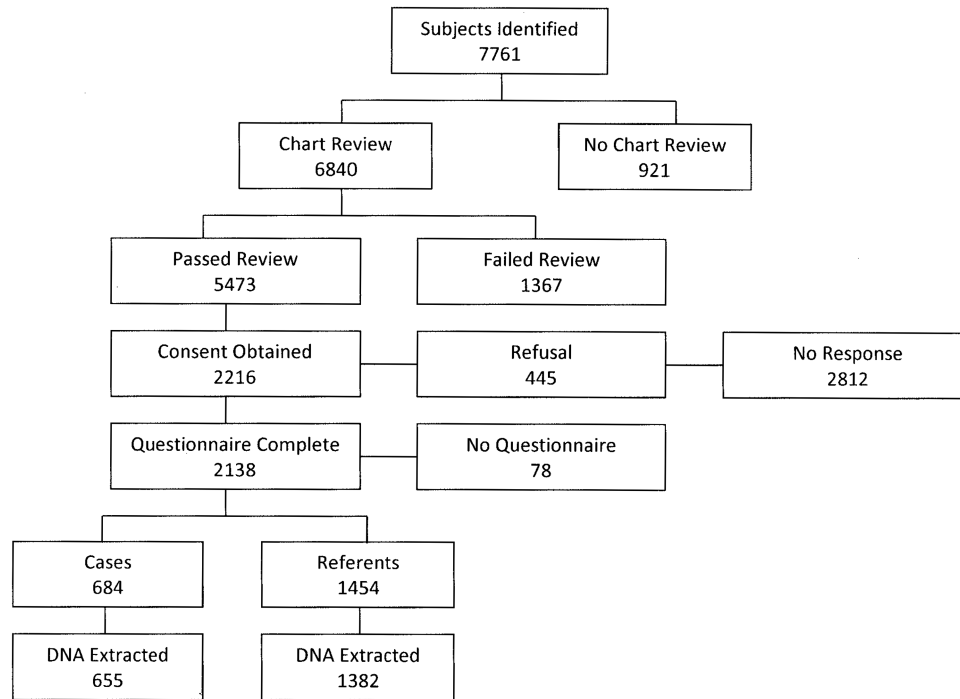 Subjects Identified
7761
Chart Review
6840
No Chart Review
921
Passed Review
5473
Failed Review
1367
Consent Obtained
2216
Refusal
445
No Response
2812
Questionnaire Complete
2138
No Questionnaire
78
Cases
684
Referents
1454
DNA Extracted
655
DNA Extracted
1382